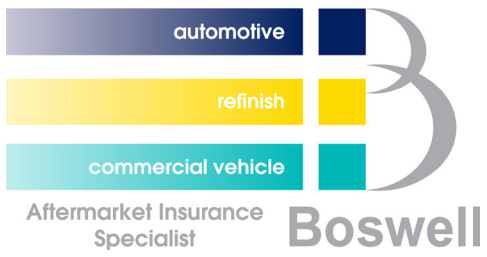 automotive
refinish
commercial vehicle
Aftermarket Insurance
Specialist
Boswell